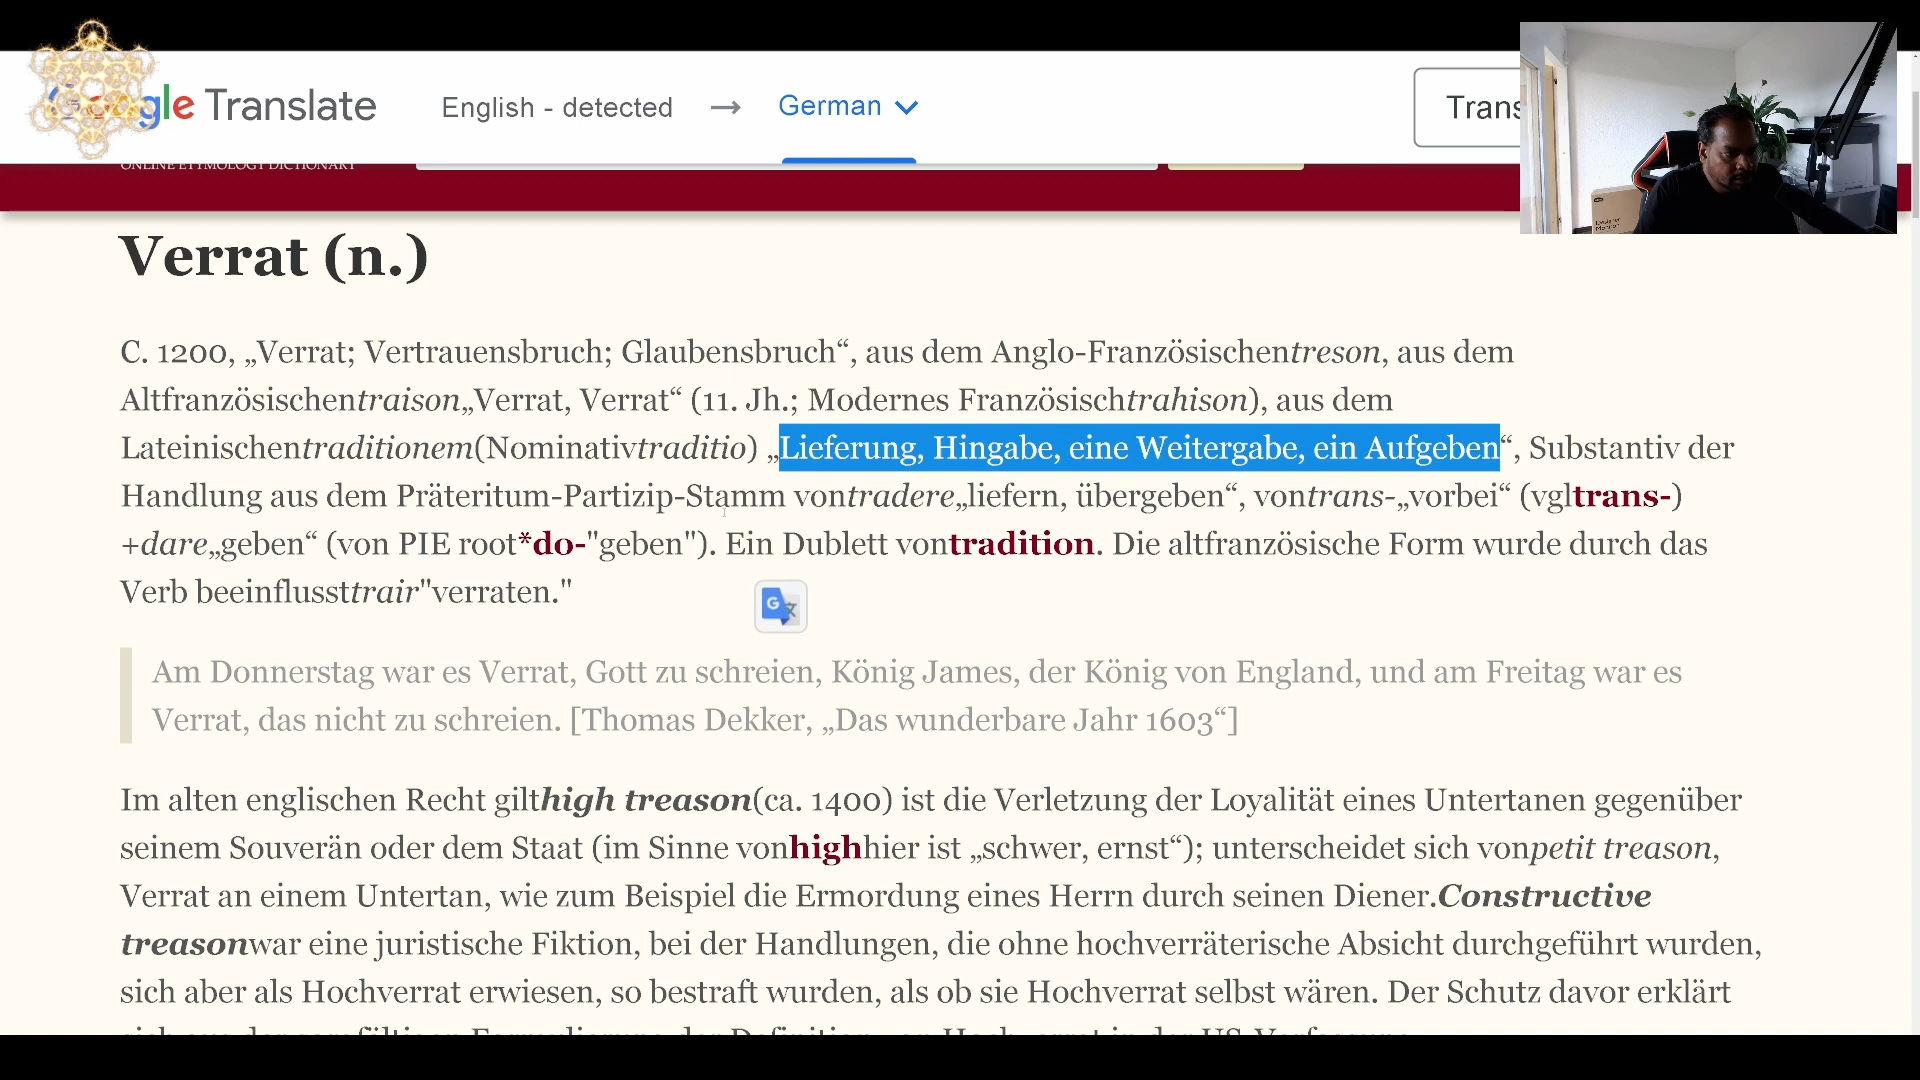 Google Translate English - detected → German Trans
ONLINE ETYMOLOGY DICTIONARY
Verrat (n.)
C. 1200, „Verrat; Vertrauensbruch; Glaubensbruch“, aus dem Anglo-Französischentreson, aus dem
Altfranzösischentraison„Verrat, Verrat“ (11. Jh.; Modernes Französischtrahison), aus dem
Lateinischentraditionem(Nominativtraditio) „Lieferung, Hingabe, eine Weitergabe, ein Aufgeben“, Substantiv der
Handlung aus dem Präteritum-Partizip-Stamm vontradere„liefern, übergeben“, vontrans-„vorbei“ (vgltrans-)
+dare„geben“ (von PIE root*do-"geben"). Ein Dublett vontradition. Die altfranzösische Form wurde durch das
Verb beeinflussttrair"verraten."
Am Donnerstag war es Verrat, Gott zu schreien, König James, der König von England, und am Freitag war es
Verrat, das nicht zu schreien. [Thomas Dekker, „Das wunderbare Jahr 1603“]
Im alten englischen Recht gilthigh treason(ca. 1400) ist die Verletzung der Loyalität eines Untertanen gegenüber
seinem Souverän oder dem Staat (im Sinne vonhighhier ist „schwer, ernst“); unterscheidet sich vonpetit treason,
Verrat an einem Untertan, wie zum Beispiel die Ermordung eines Herrn durch seinen Diener.Constructive
treasonwar eine juristische Fiktion, bei der Handlungen, die ohne hochverräterische Absicht durchgeführt wurden,
sich aber als Hochverrat erwiesen, so bestraft wurden, als ob sie Hochverrat selbst wären. Der Schutz davor erklärt